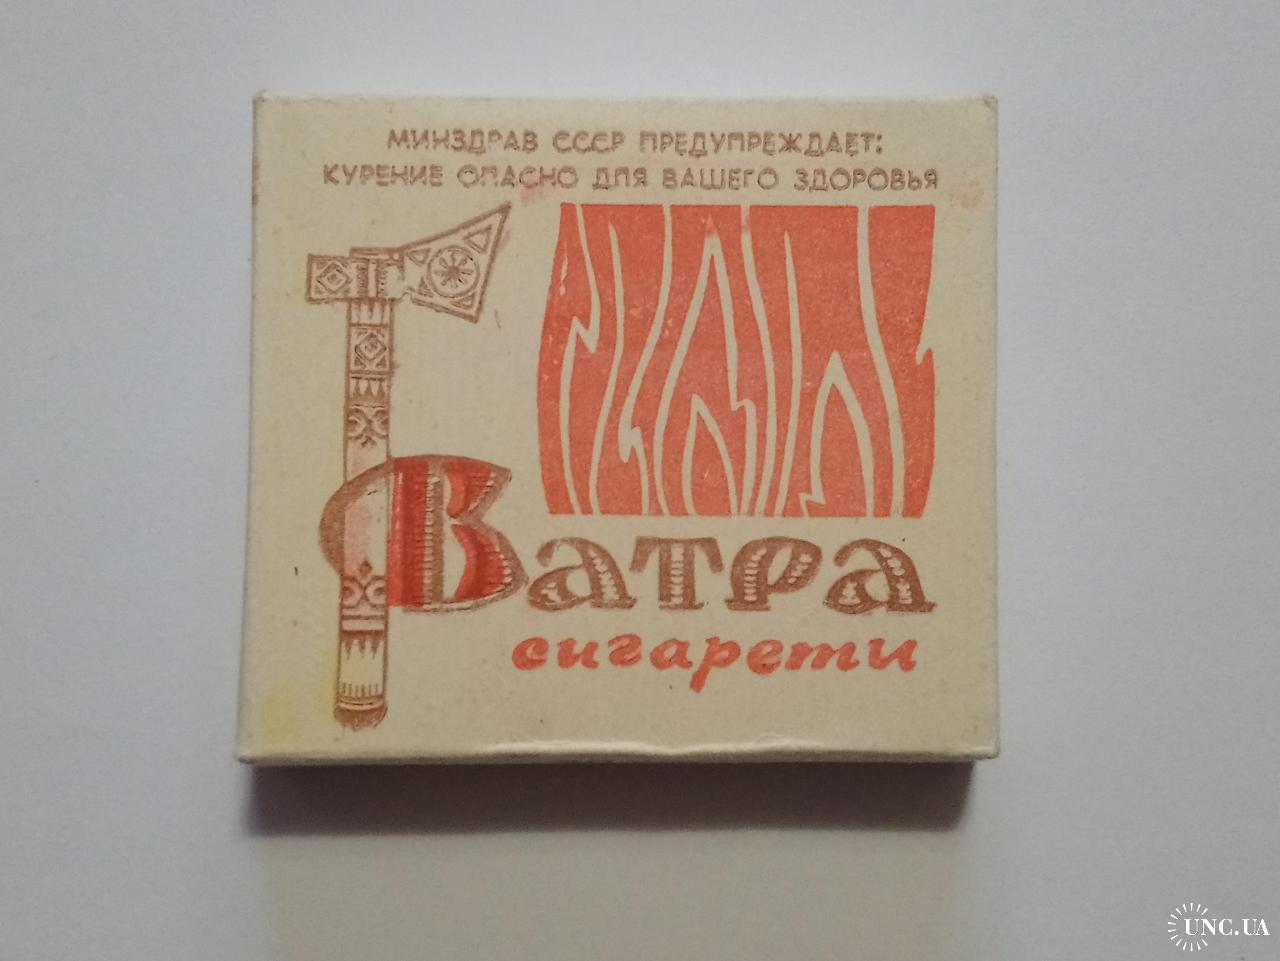 МИНЗДРАВ СССР ПРЕДУПРЕЖДАЕТ:
КУРЕНИЕ ОПАСНО ДЛЯ ВАШЕГО ЗДОРОВЬЯ
Ватра
сигарети
UNC.UA